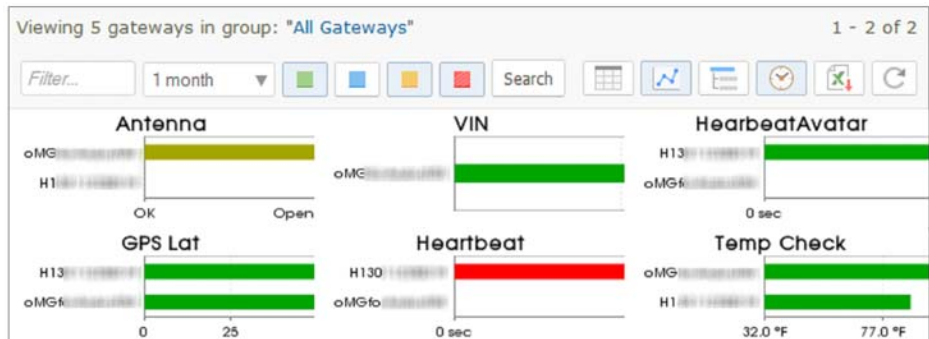 Viewing 5 gateways in group: "All Gateways" 1 - 2 of 2
Filter... 1 month Search
Antenna VIN HearbeatAvatar
oMG H13
oMG
H1 oMGf
OK Open 0 sec
GPS Lat Heartbeat Temp Check
H13 H130 oMG
oMGf oMGfo H1
0 25 0 sec 32.0 °F 77.0 °F